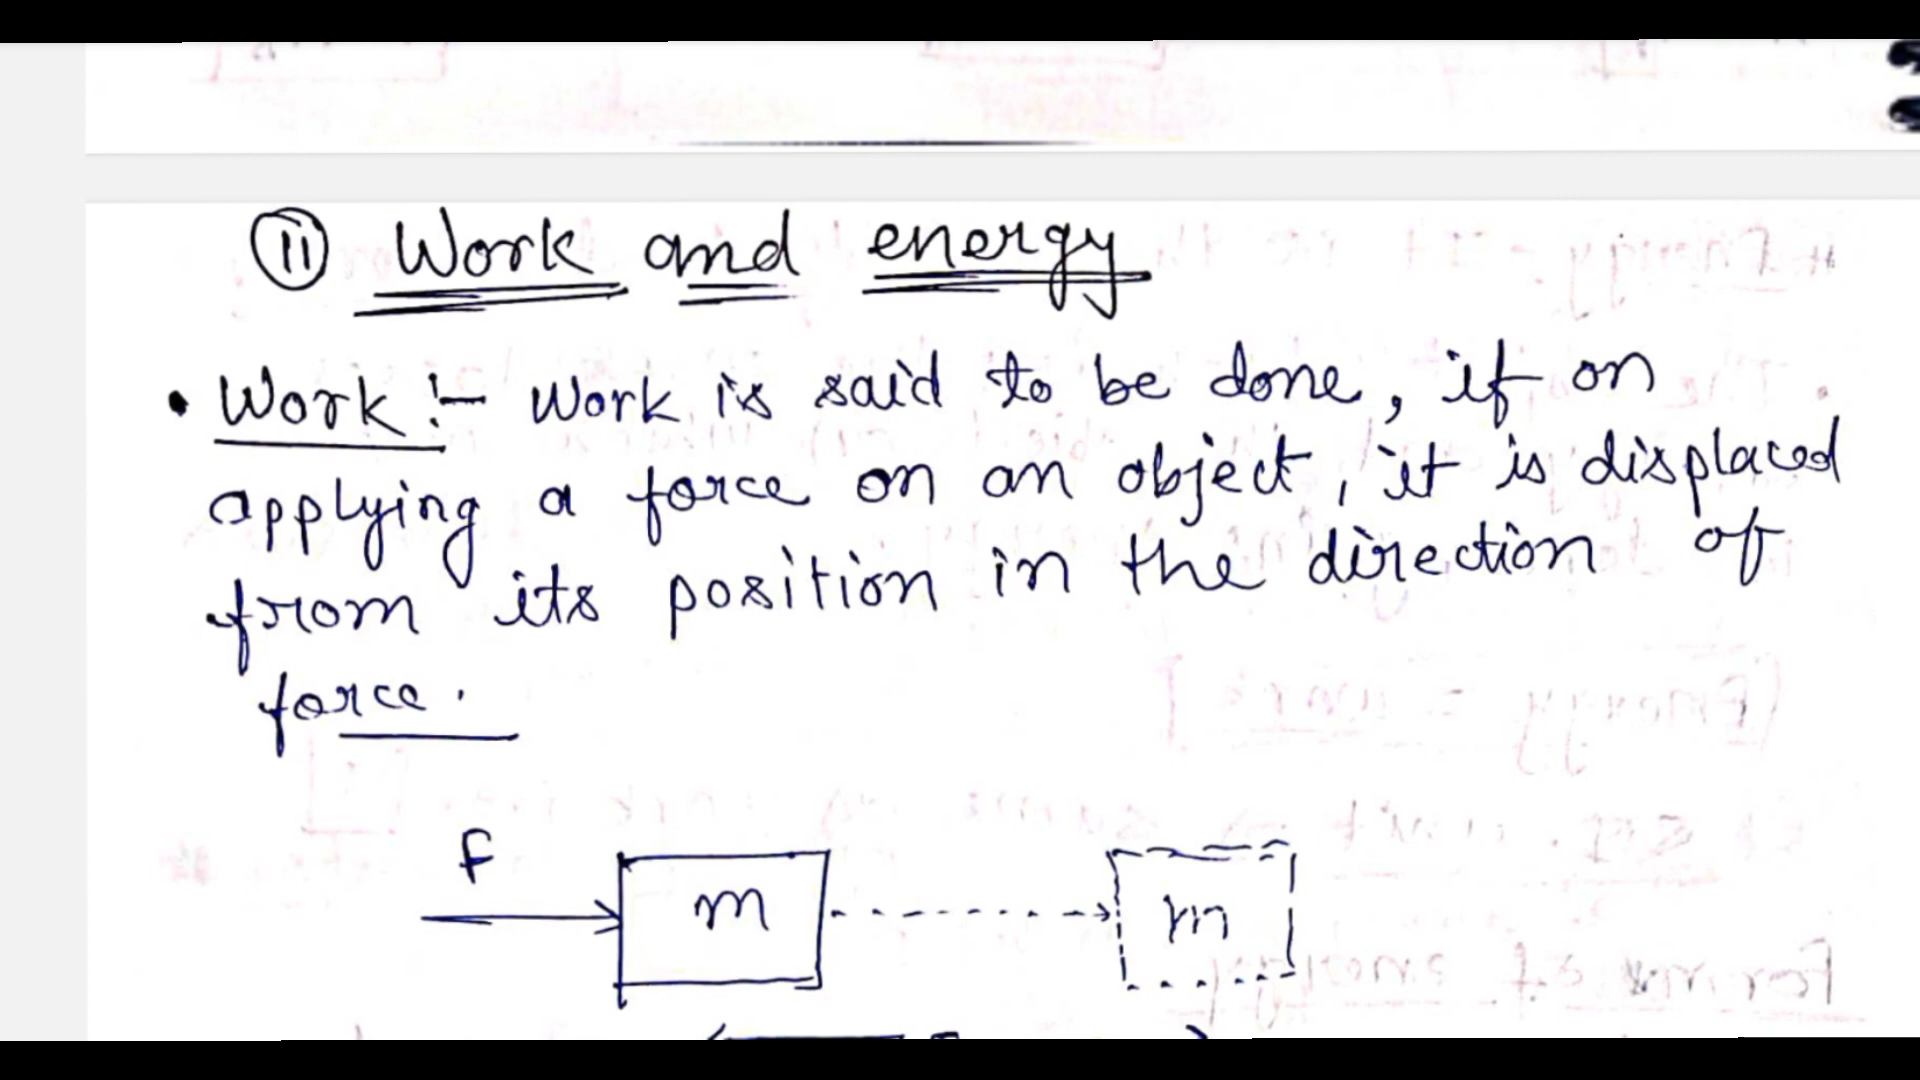 ii Work and energy
• Work :- Work is said to be done, if on
applying a force on an object, it is displaced
from its position in the direction of
force.
F
m
m